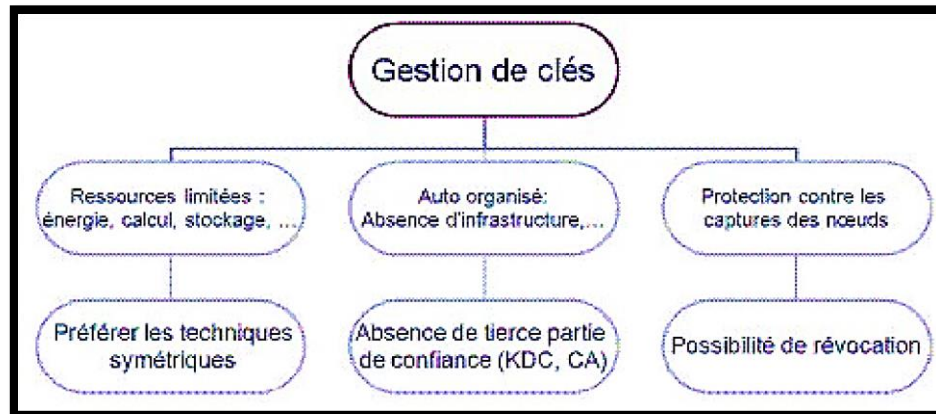 Gestion de clés
Ressources limitées :
énergie, calcul, stockage, ...
Auto organisé:
Absence d'infrastructure,...
Protection contre les
captures des nœuds
Préférer les techniques
symétriques
Absence de tierce partie
de confiance (KDC, CA)
Possibilité de révocation